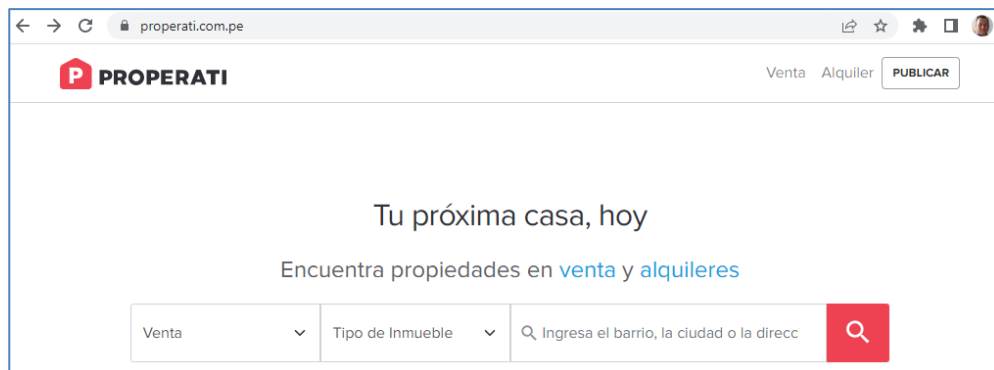 properati.com.pe
P PROPERATI
Venta Alquiler PUBLICAR
Tu próxima casa, hoy
Encuentra propiedades en venta y alquileres
Venta Tipo de Inmueble Ingresa el barrio, la ciudad o la direcc